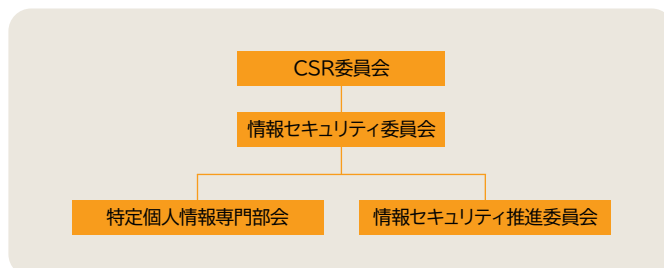 CSR委員会
情報セキュリティ委員会
特定個人情報専門部会
情報セキュリティ推進委員会